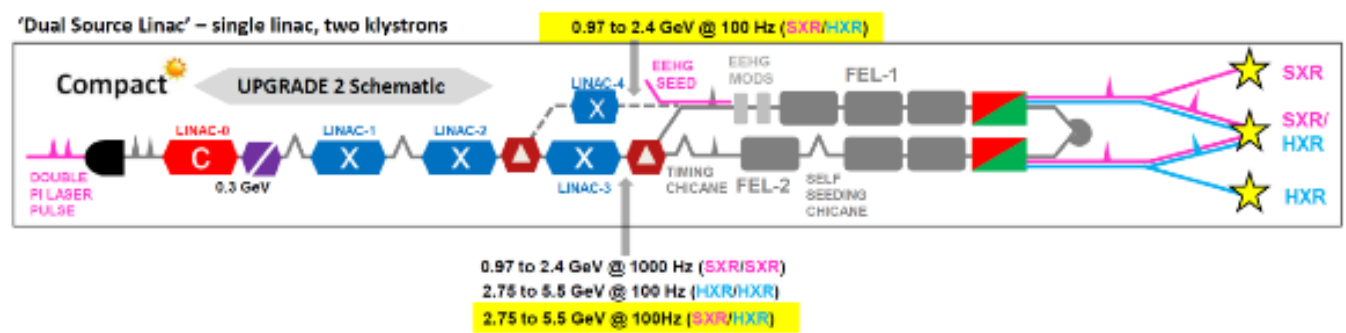 'Dual Source Linac' – single linac, two klystrons
0.97 to 2.4 GeV @ 100 Hz (SXR/HXR)
Compact
UPGRADE 2 Schematic
LINAC-4
X
EEHG
SEED
EEHG
MODS
FEL-1
SXR
SXR/
HXR
HXR
LINAC-0
C
0.3 GeV
LINAC-1
X
LINAC-2
X
X
LINAC-3
DOUBLE
PI LASER
PULSE
TIMING
CHICANE
FEL-2
SELF
SEEDING
CHICANE
0.97 to 2.4 GeV @ 1000 Hz (SXR/SXR)
2.75 to 5.5 GeV @ 100 Hz (HXR/HXR)
2.75 to 5.5 GeV @ 100Hz (SXR/HXR)